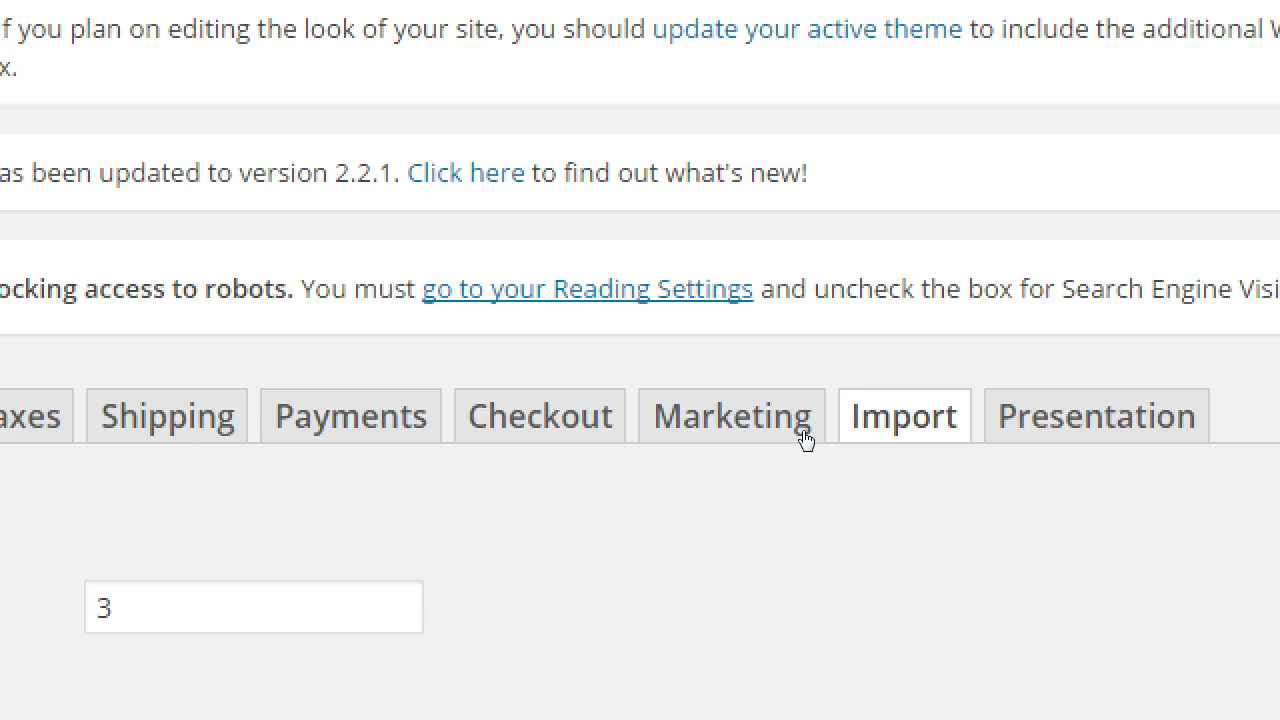 f you plan on editing the look of your site, you should update your active theme to include the additional W
x.
as been updated to version 2.2.1. Click here to find out what's new!
ocking access to robots. You must go to your Reading Settings and uncheck the box for Search Engine Visi
axes Shipping Payments Checkout Marketing Import Presentation
3